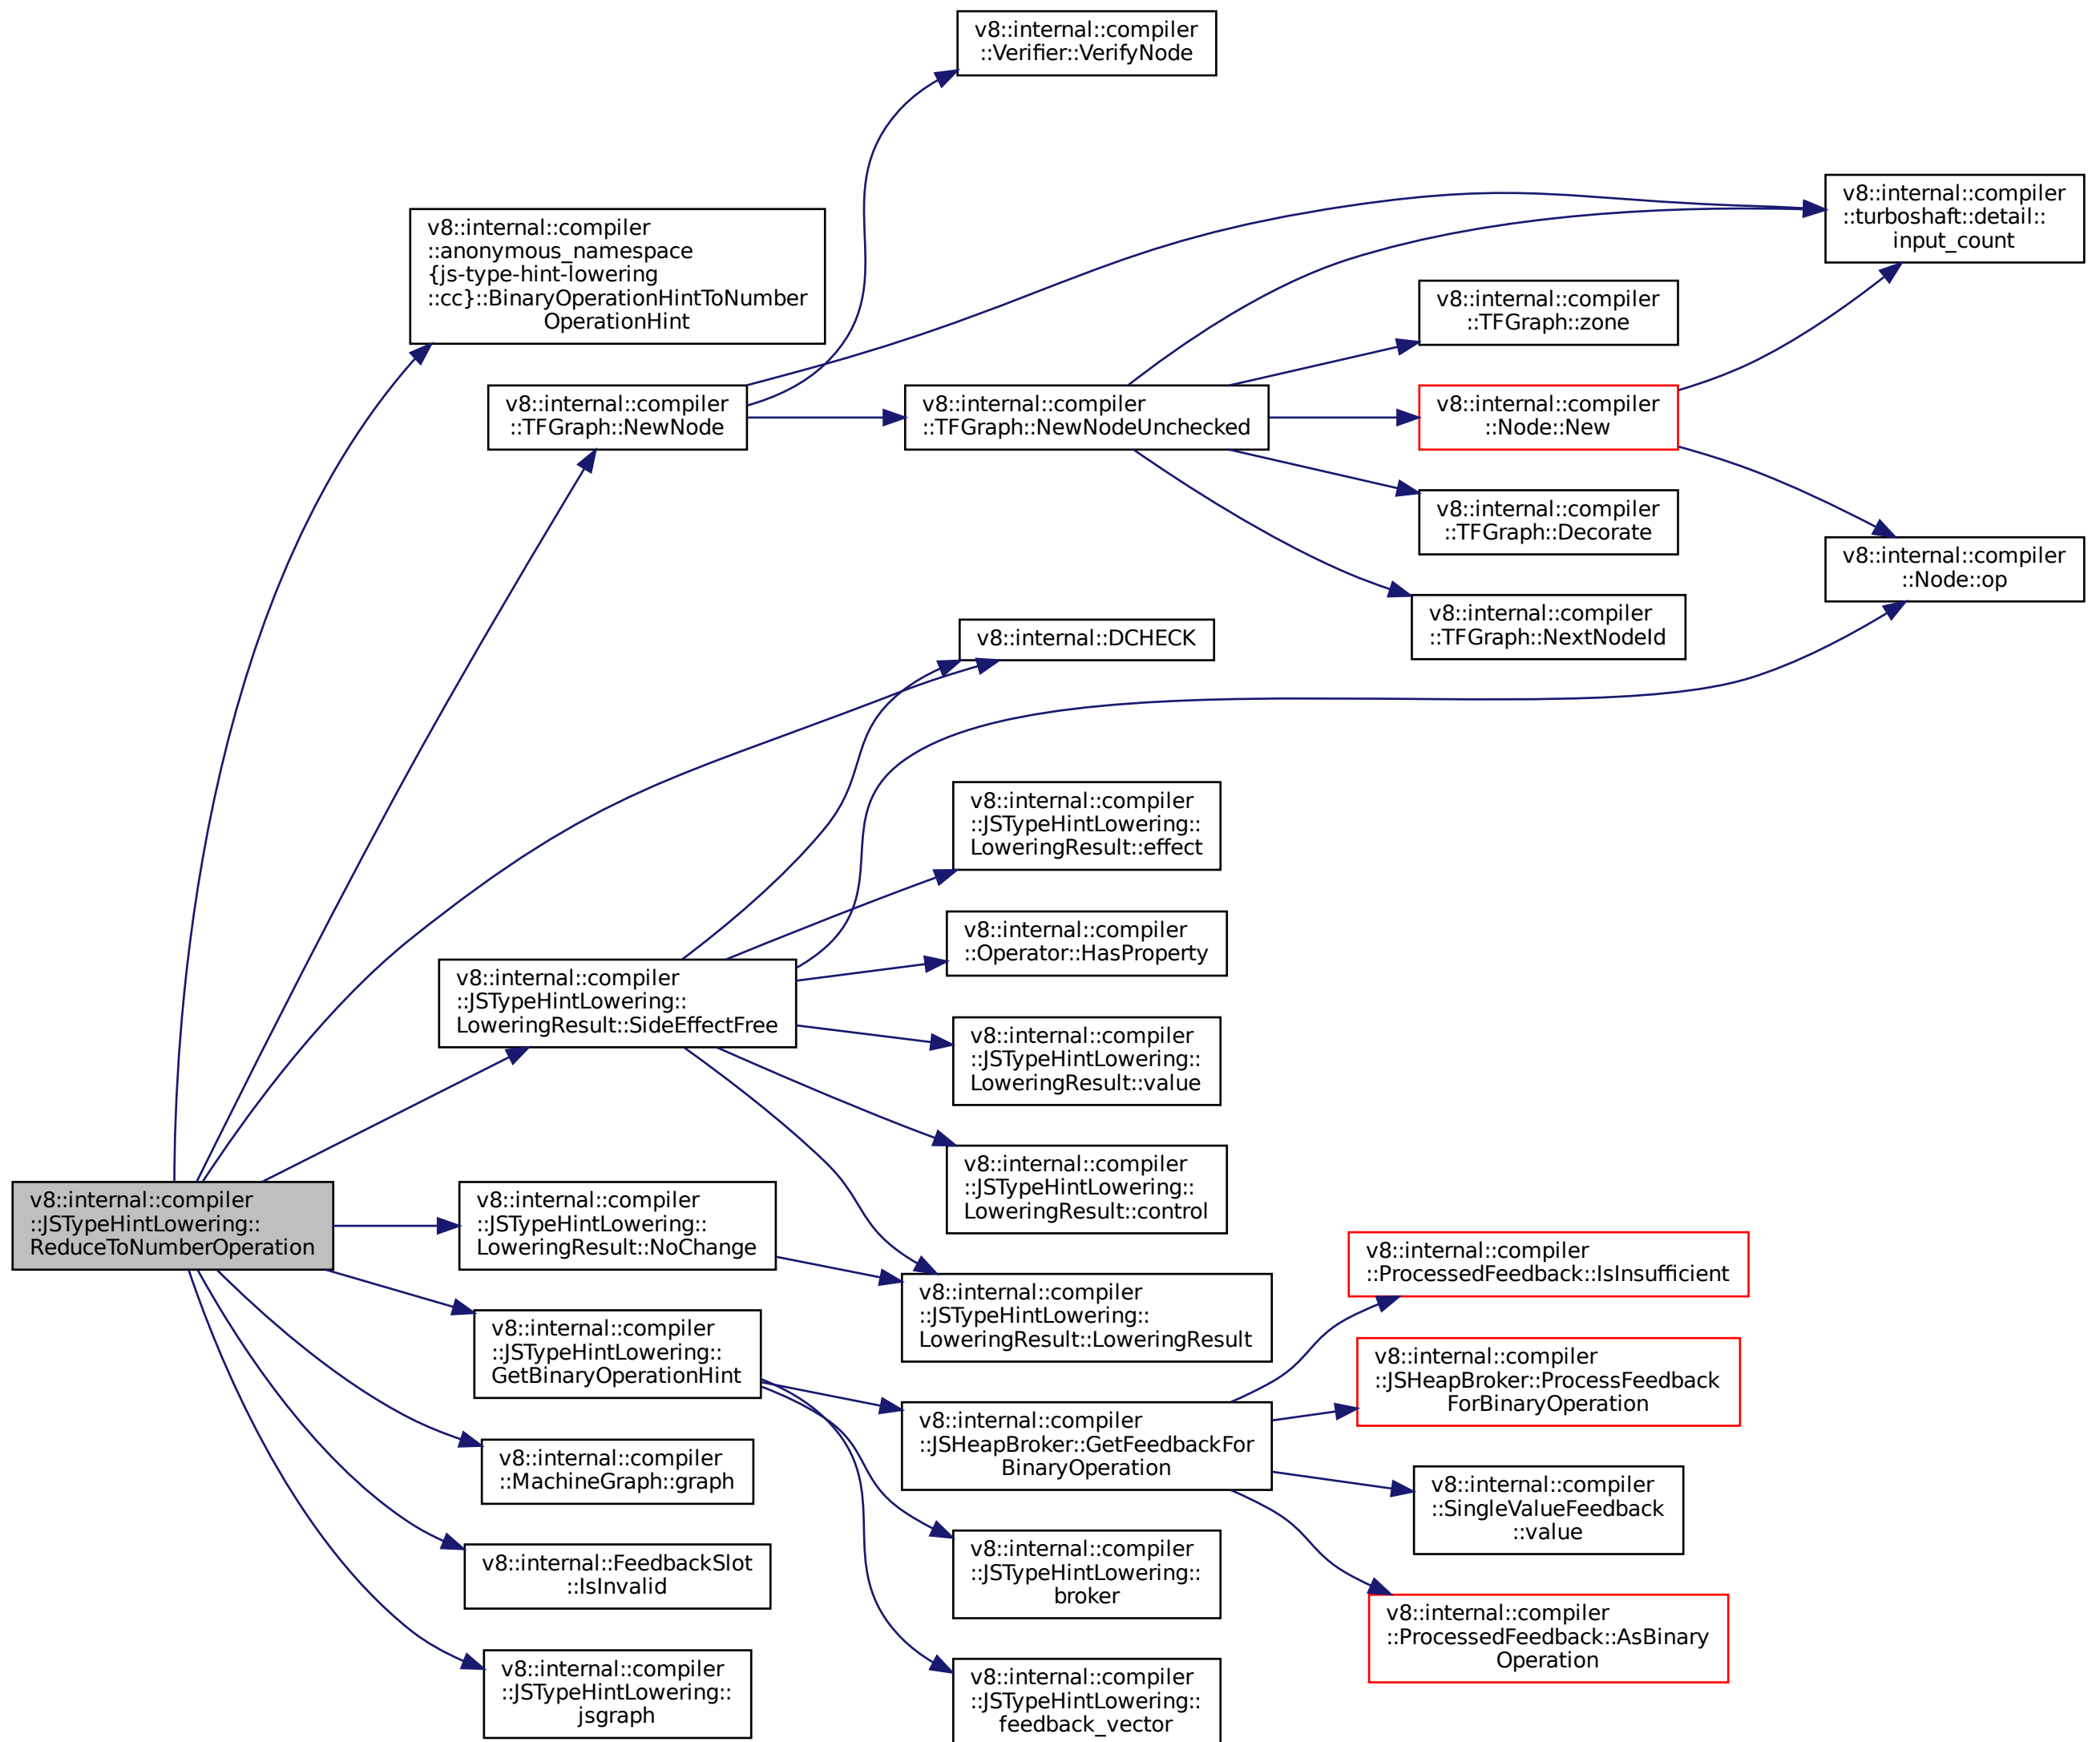 v8::internal::compiler
::Verifier::VerifyNode
v8::internal::compiler
::turboshaft::detail::
input_count
v8::internal::compiler
::anonymous_namespace
{js-type-hint-lowering
::cc}::BinaryOperationHintToNumber
OperationHint
v8::internal::compiler
::TFGraph::zone
v8::internal::compiler
::TFGraph::NewNode
v8::internal::compiler
::TFGraph::NewNodeUnchecked
v8::internal::compiler
::Node::New
v8::internal::compiler
::TFGraph::Decorate
v8::internal::compiler
::Node::op
v8::internal::compiler
::TFGraph::NextNodeId
v8::internal::DCHECK
v8::internal::compiler
::JSTypeHintLowering::
LoweringResult::effect
v8::internal::compiler
::Operator::HasProperty
v8::internal::compiler
::JSTypeHintLowering::
LoweringResult::SideEffectFree
v8::internal::compiler
::JSTypeHintLowering::
LoweringResult::value
v8::internal::compiler
::JSTypeHintLowering::
LoweringResult::control
v8::internal::compiler
::JSTypeHintLowering::
ReduceToNumberOperation
v8::internal::compiler
::JSTypeHintLowering::
LoweringResult::NoChange
v8::internal::compiler
::JSTypeHintLowering::
LoweringResult::LoweringResult
v8::internal::compiler
::ProcessedFeedback::IsInsufficient
v8::internal::compiler
::JSTypeHintLowering::
GetBinaryOperationHint
v8::internal::compiler
::JSHeapBroker::ProcessFeedback
ForBinaryOperation
v8::internal::compiler
::JSHeapBroker::GetFeedbackFor
BinaryOperation
v8::internal::compiler
::MachineGraph::graph
v8::internal::compiler
::SingleValueFeedback
::value
v8::internal::FeedbackSlot
::IsInvalid
v8::internal::compiler
::JSTypeHintLowering::
broker
v8::internal::compiler
::ProcessedFeedback::AsBinary
Operation
v8::internal::compiler
::JSTypeHintLowering::
jsgraph
v8::internal::compiler
::JSTypeHintLowering::
feedback_vector